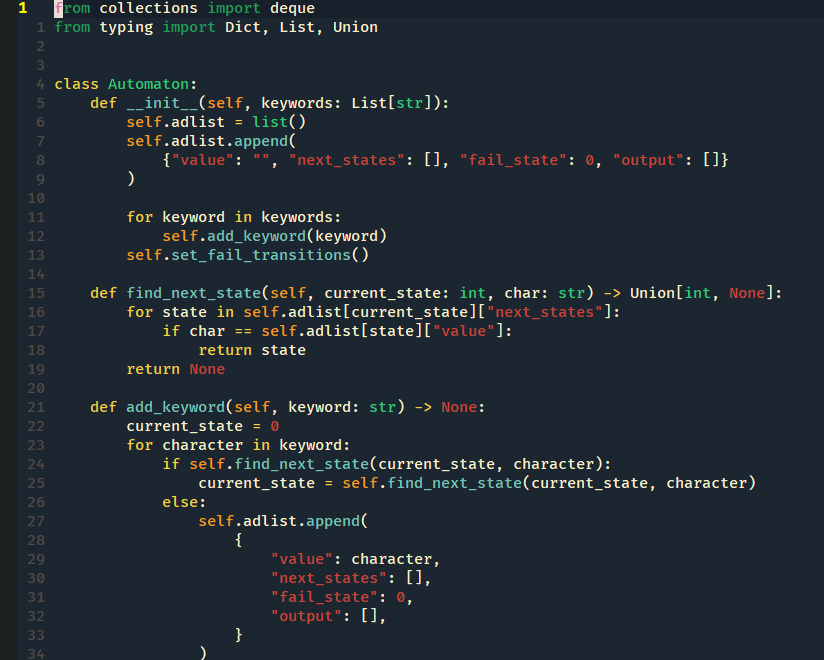 1 from collections import deque
1 from typing import Dict, List, Union
2
3
4 class Automaton:
5     def __init__(self, keywords: List[str]):
6         self.adlist = list()
7         self.adlist.append(
8             {"value": "", "next_states": [], "fail_state": 0, "output": []}
9         )
10
11         for keyword in keywords:
12             self.add_keyword(keyword)
13         self.set_fail_transitions()
14
15     def find_next_state(self, current_state: int, char: str) -> Union[int, None]:
16         for state in self.adlist[current_state]["next_states"]:
17             if char == self.adlist[state]["value"]:
18                 return state
19         return None
20
21     def add_keyword(self, keyword: str) -> None:
22         current_state = 0
23         for character in keyword:
24             if self.find_next_state(current_state, character):
25                 current_state = self.find_next_state(current_state, character)
26             else:
27                 self.adlist.append(
28                     {
29                         "value": character,
30                         "next_states": [],
31                         "fail_state": 0,
32                         "output": [],
33                     }
34                 )